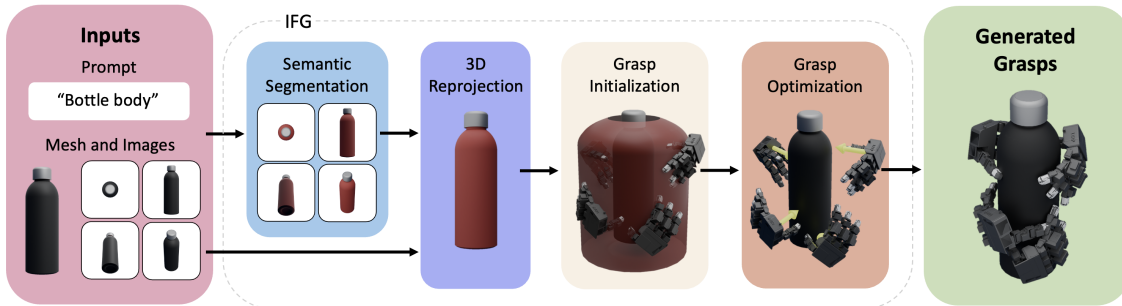 IFG
Inputs
Prompt
“Bottle body”
Mesh and Images
Semantic
Segmentation
3D
Reprojection
Grasp
Initialization
Grasp
Optimization
Generated
Grasps